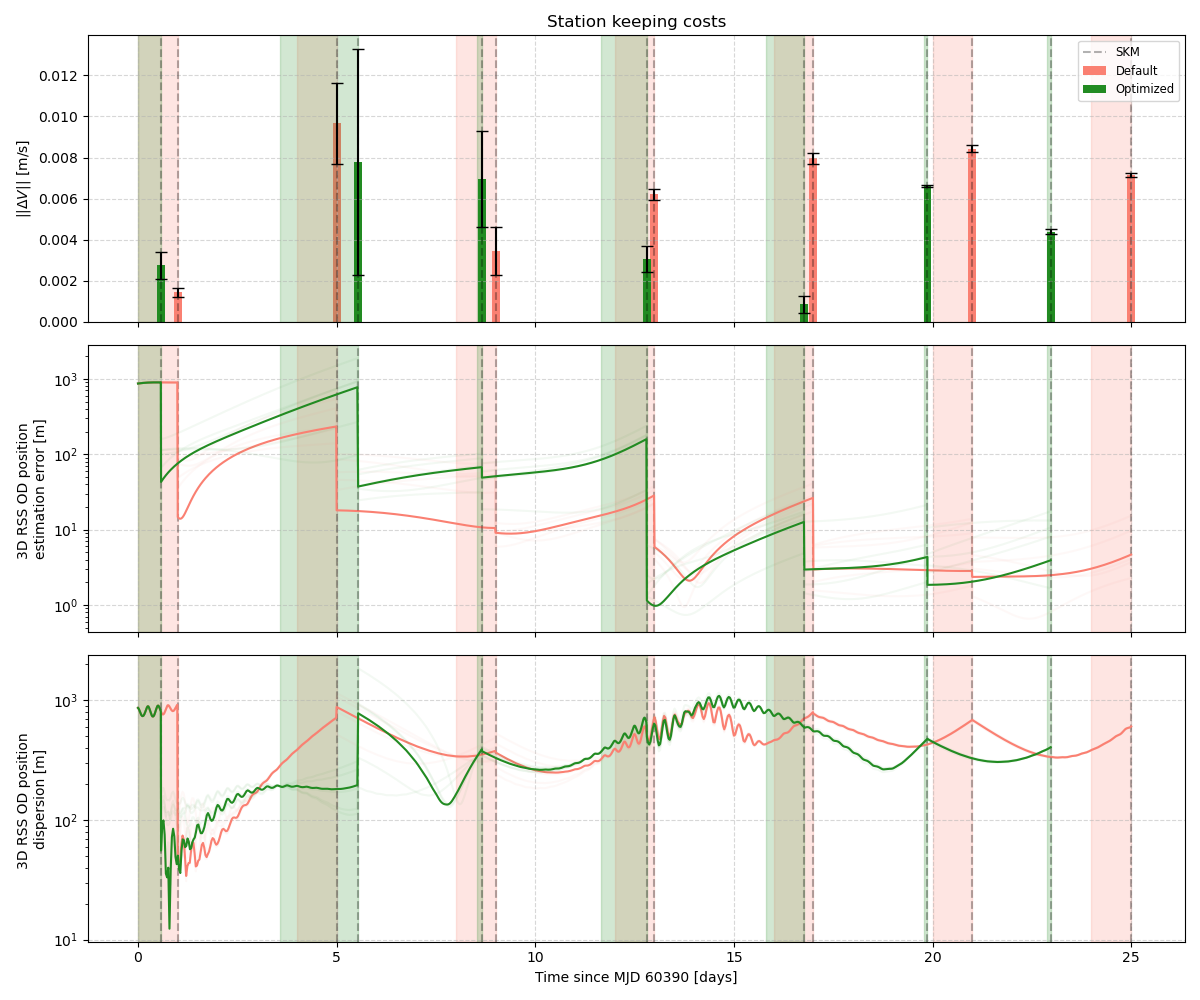 Station keeping costs
||ΔV|| [m/s]
0.012
0.010
0.008
0.006
0.004
0.002
0.000
SKM
Default
Optimized
3D RSS OD position
estimation error [m]
10³
10²
10¹
10⁰
3D RSS OD position
dispersion [m]
10³
10²
10¹
0 5 10 15 20 25
Time since MJD 60390 [days]